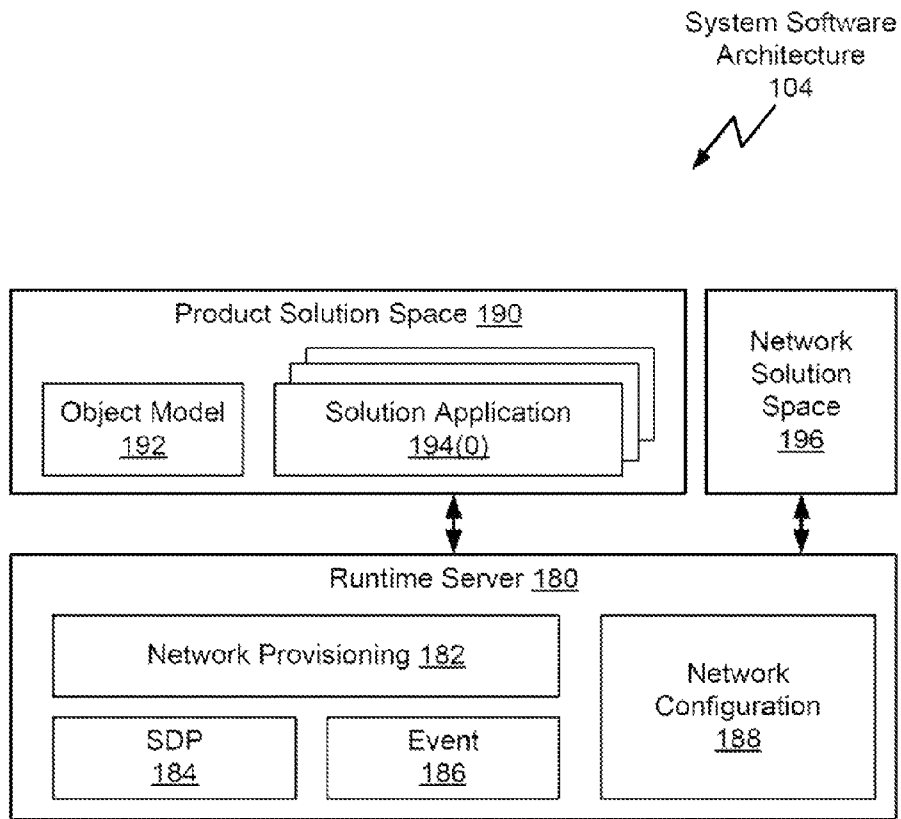 System Software
Architecture
104
Product Solution Space 190
Object Model
192
Solution Application
194(0)
Network
Solution
Space
196
Runtime Server 180
Network Provisioning 182
SDP
184
Event
186
Network
Configuration
188